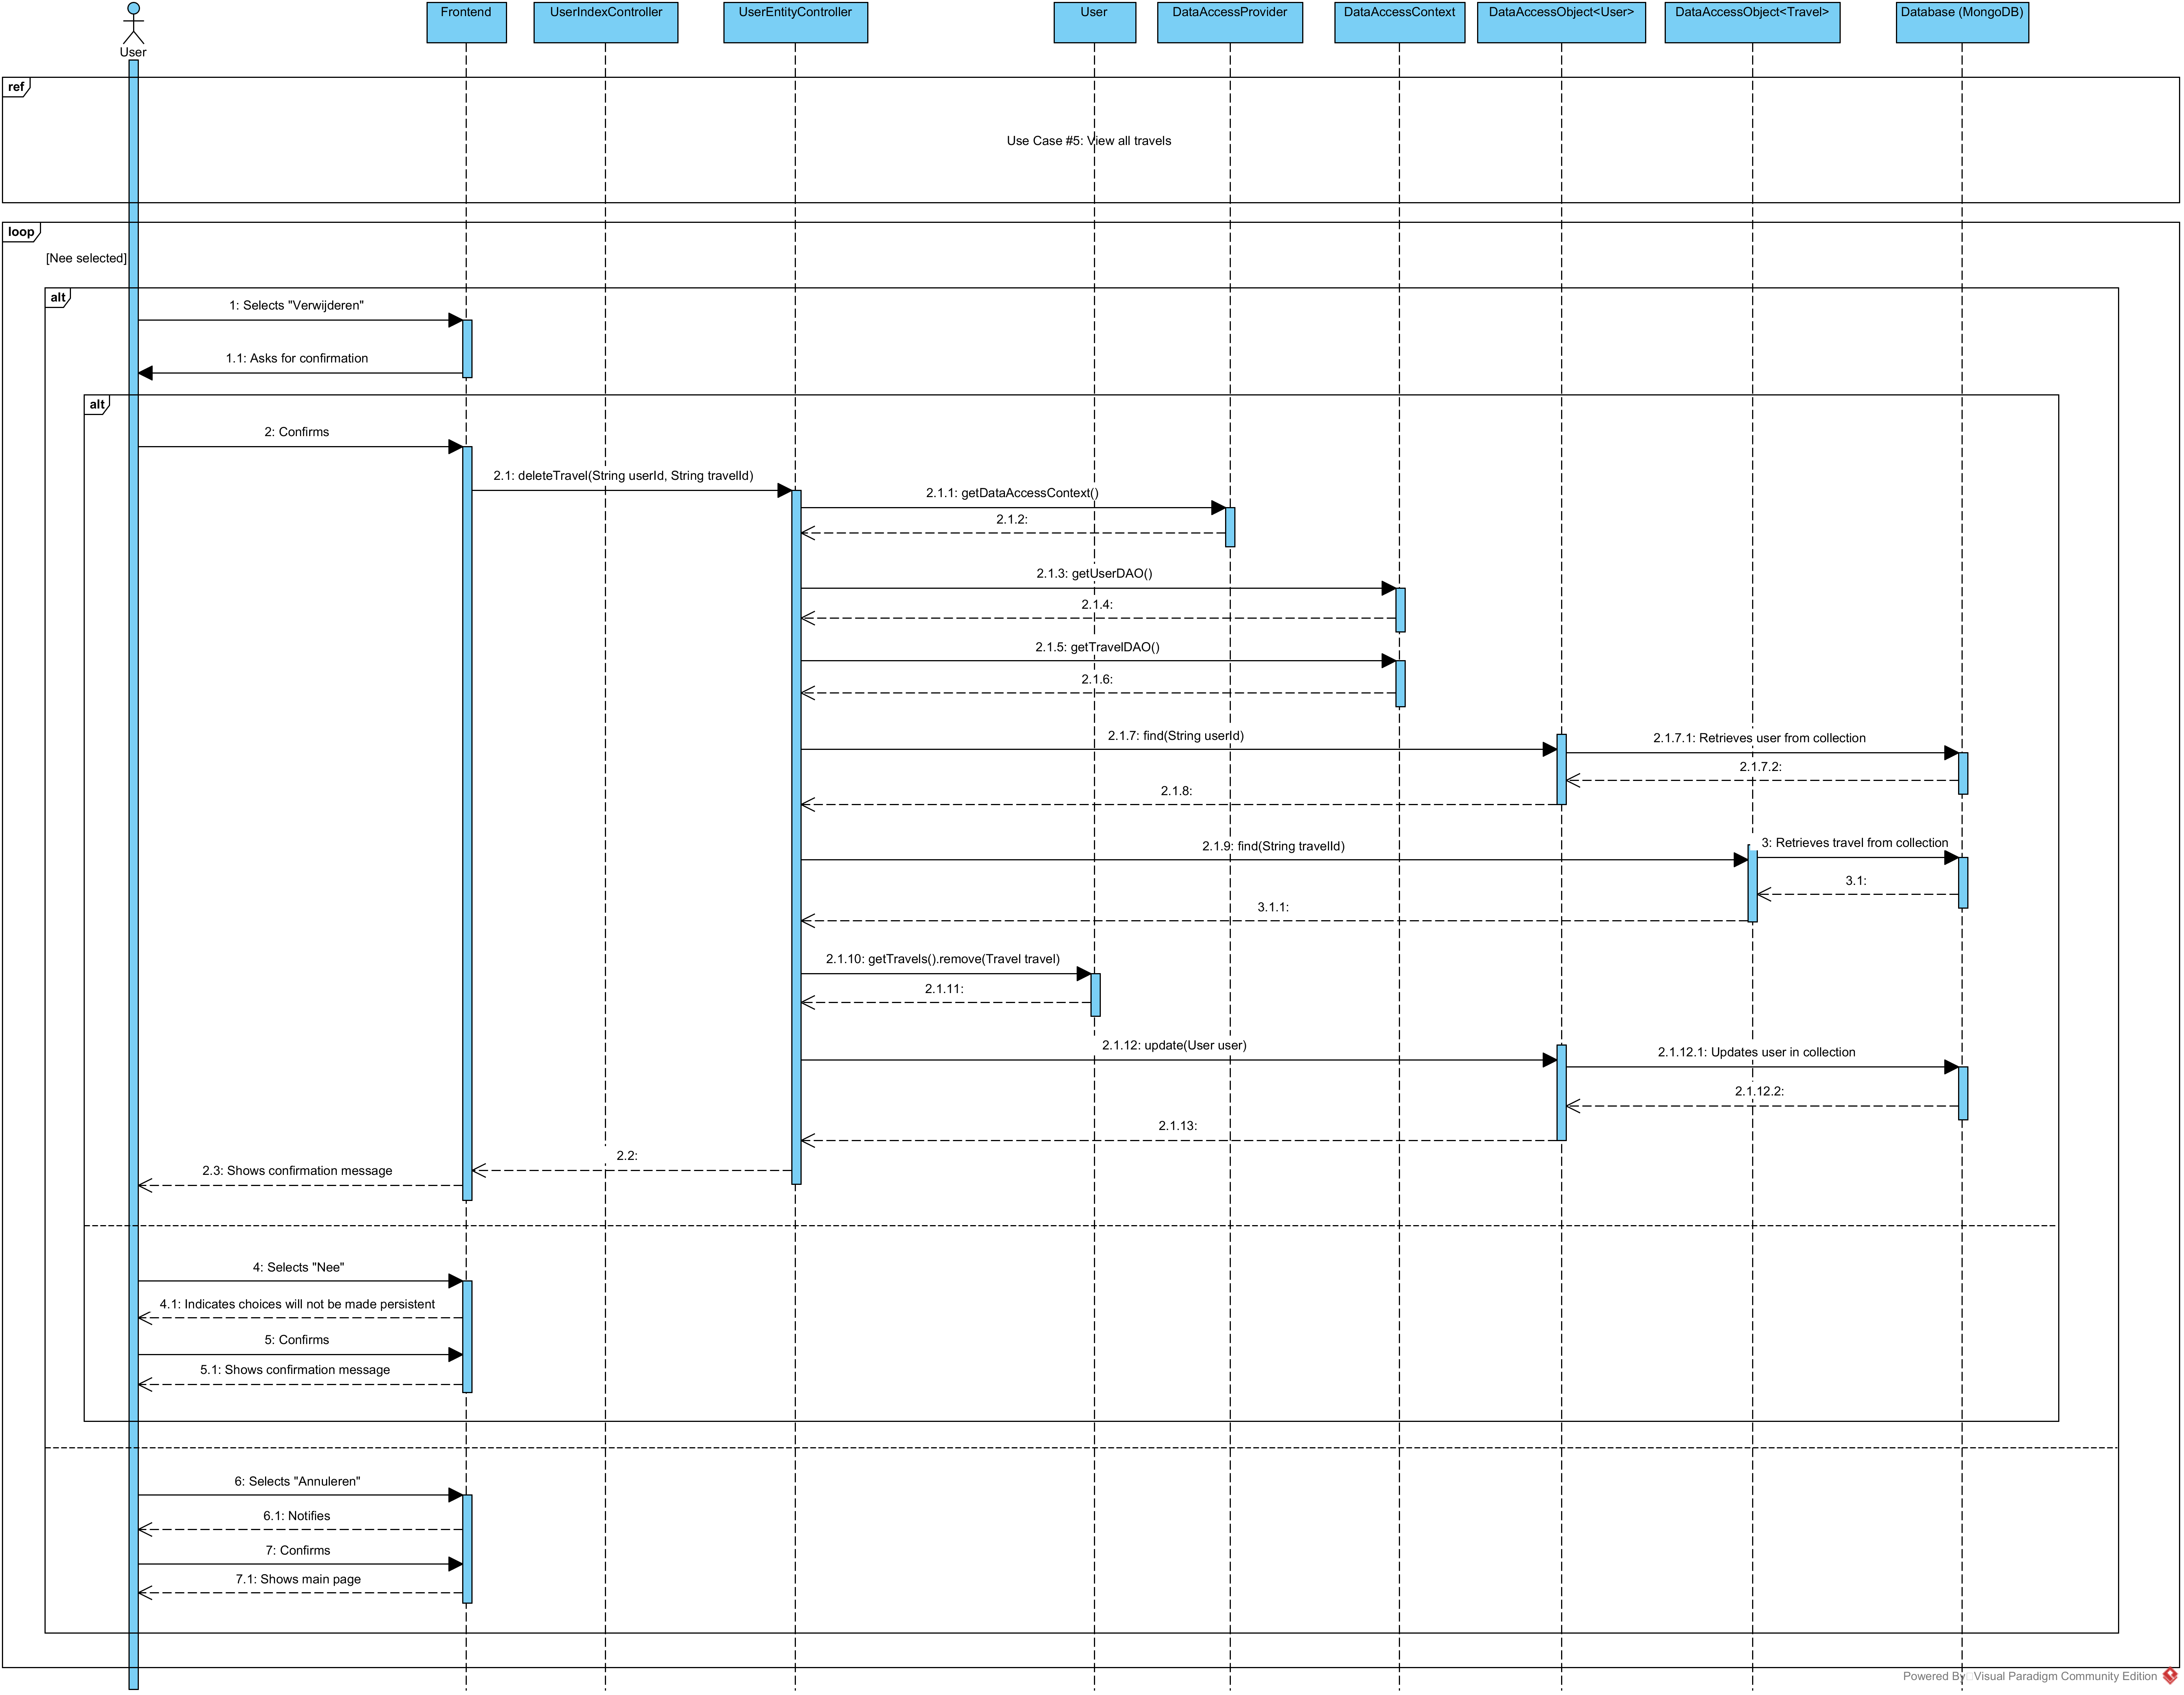 Frontend
UserIndexController
UserEntityController
User
DataAccessProvider
DataAccessContext
DataAccessObject<User>
DataAccessObject<Travel>
Database (MongoDB)
User
ref
Use Case #5: View all travels
loop
[Nee selected]
alt
1: Selects "Verwijderen"
1.1: Asks for confirmation
alt
2: Confirms
2.1: deleteTravel(String userId, String travelId)
2.1.1: getDataAccessContext()
2.1.2:
2.1.3: getUserDAO()
2.1.4:
2.1.5: getTravelDAO()
2.1.6:
2.1.7: find(String userId)
2.1.7.1: Retrieves user from collection
2.1.7.2:
2.1.8:
2.1.9: find(String travelId)
3: Retrieves travel from collection
3.1:
3.1.1:
2.1.10: getTravels().remove(Travel travel)
2.1.11:
2.1.12: update(User user)
2.1.12.1: Updates user in collection
2.1.12.2:
2.1.13:
2.2:
2.3: Shows confirmation message
4: Selects "Nee"
4.1: Indicates choices will not be made persistent
5: Confirms
5.1: Shows confirmation message
6: Selects "Annuleren"
6.1: Notifies
7: Confirms
7.1: Shows main page
Powered By Visual Paradigm Community Edition